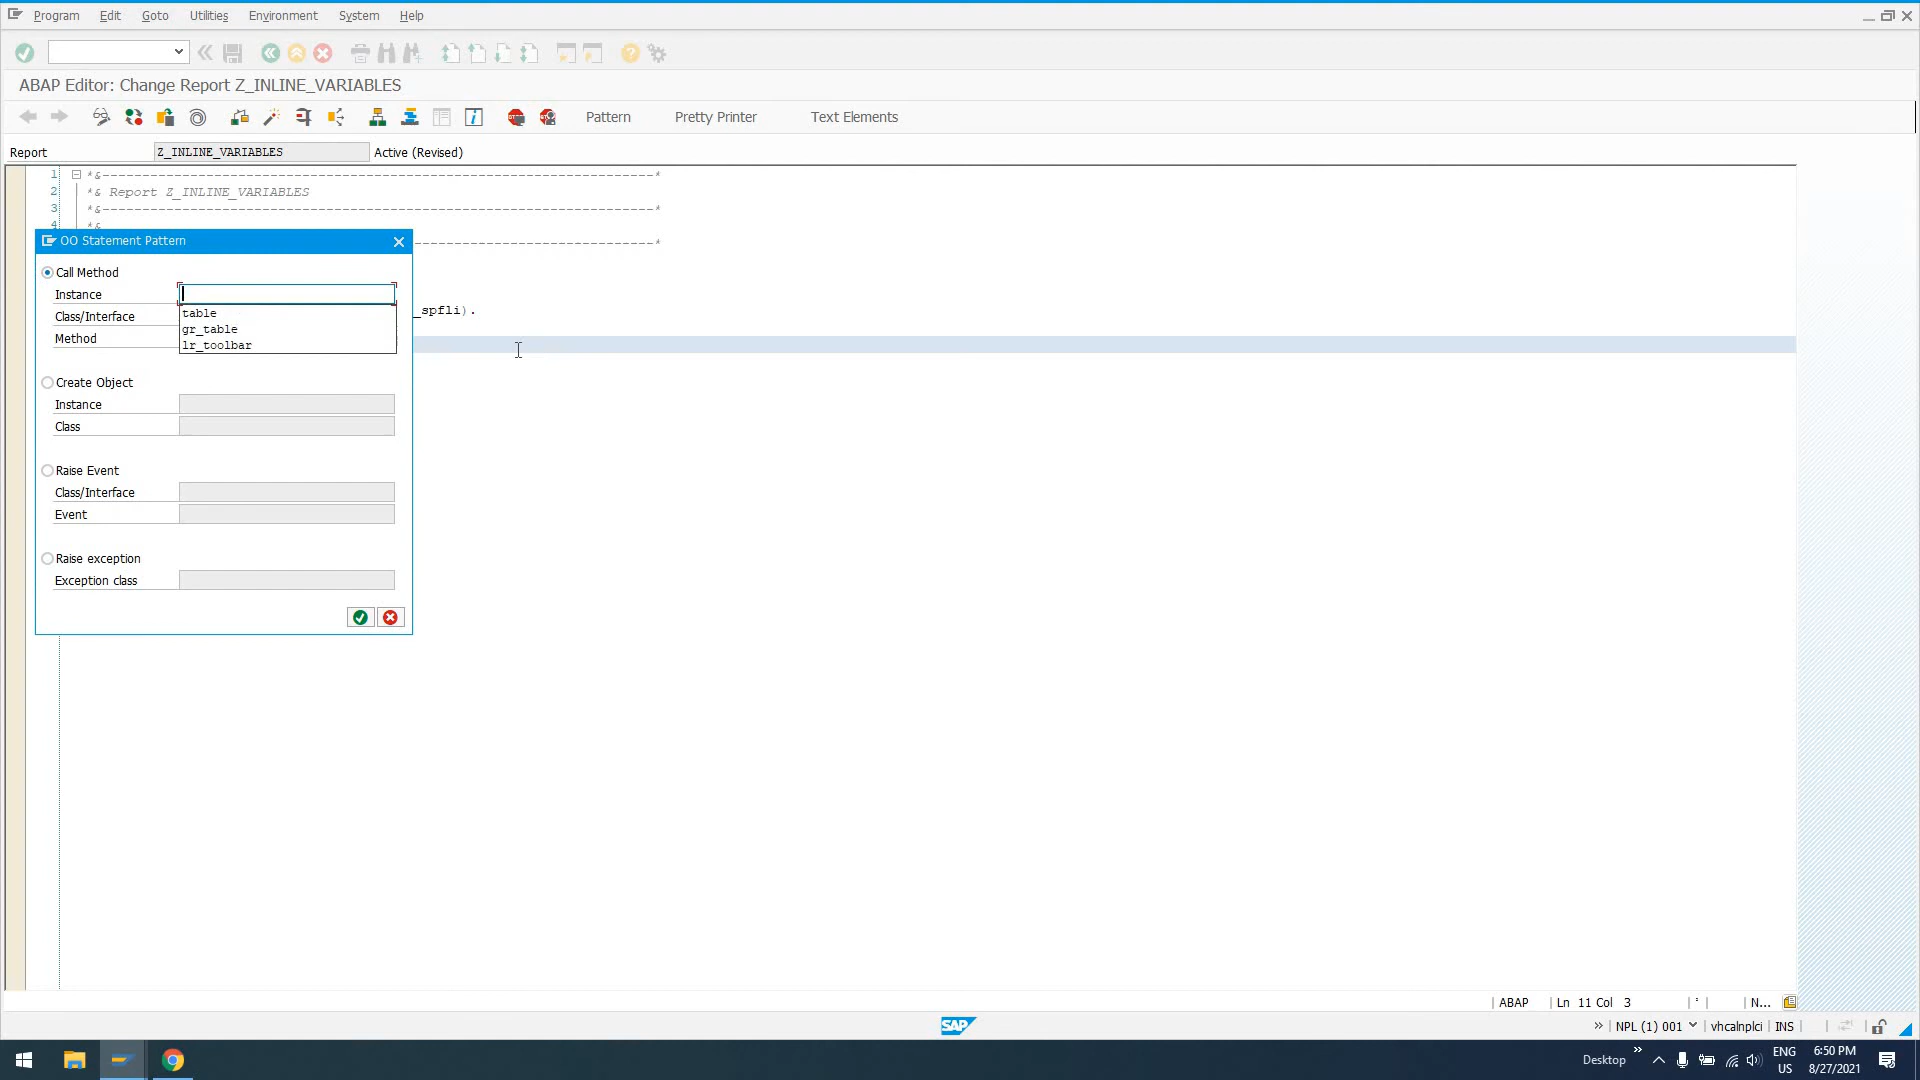 Program Edit Goto Utilities Environment System Help
ABAP Editor: Change Report Z_INLINE_VARIABLES
Pattern Pretty Printer Text Elements
Report Z_INLINE_VARIABLES Active (Revised)
1 *&---------------------------------------------------------------------*
2 *& Report Z_INLINE_VARIABLES
3 *&---------------------------------------------------------------------*
4 *&
---------------------------------*
OO Statement Pattern
Call Method
Instance
table
_spfli).
Class/Interface
gr_table
Method
lr_toolbar
Create Object
Instance
Class
Raise Event
Class/Interface
Event
Raise exception
Exception class
ABAP Ln 11 Col 3 N...
SAP
NPL (1) 001 vhcalnplci INS
Desktop
ENG
US
6:50 PM
8/27/2021